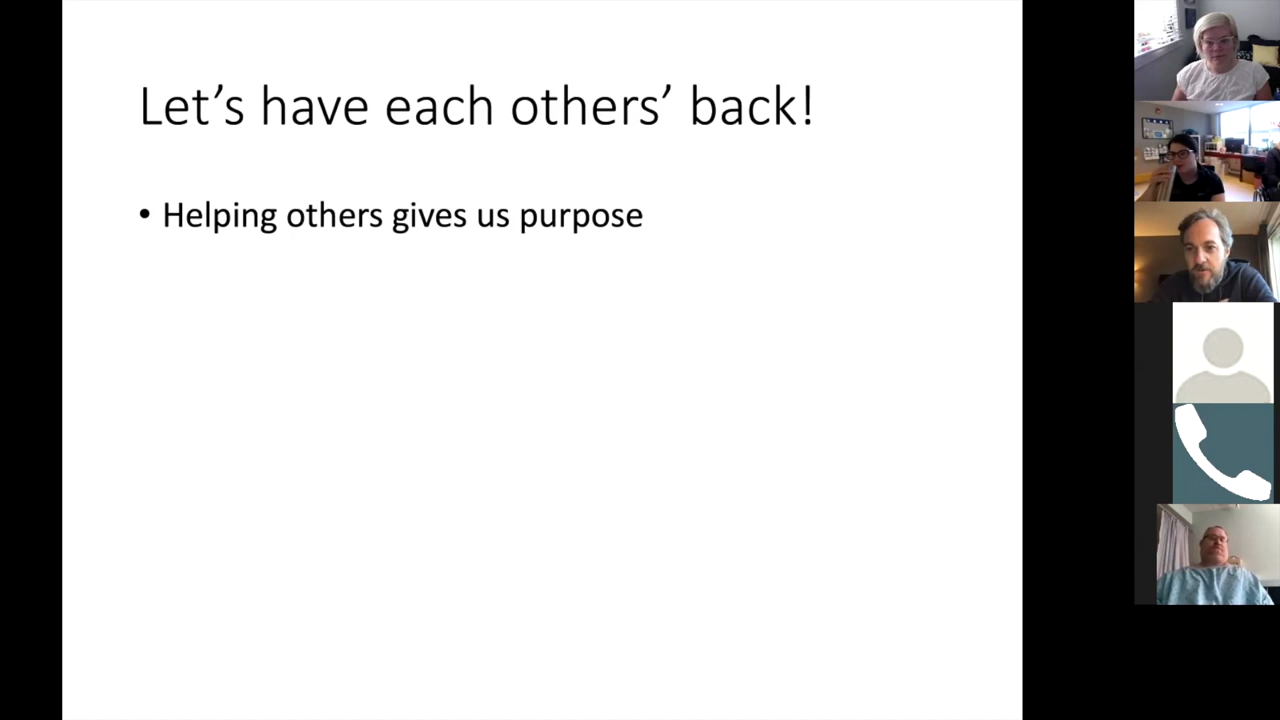 Let’s have each others’ back!
• Helping others gives us purpose